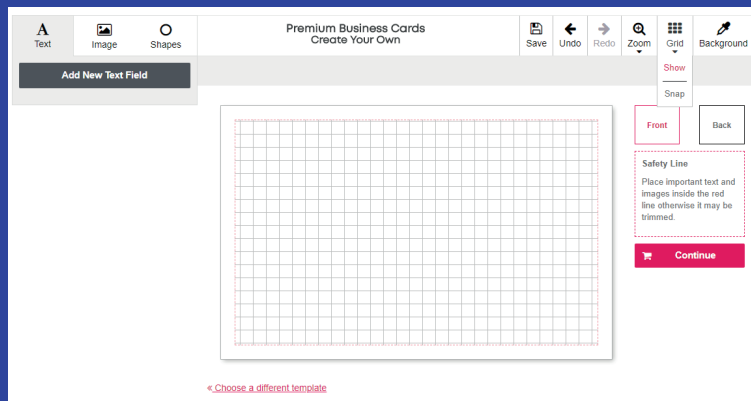 A
Text
Image
Shapes
Premium Business Cards
Create Your Own
Save
Undo
Redo
Zoom
Grid
Background
Show
Snap
Add New Text Field
Front
Back
Safety Line
Place important text and
images inside the red
line otherwise it may be
trimmed.
Continue
« Choose a different template